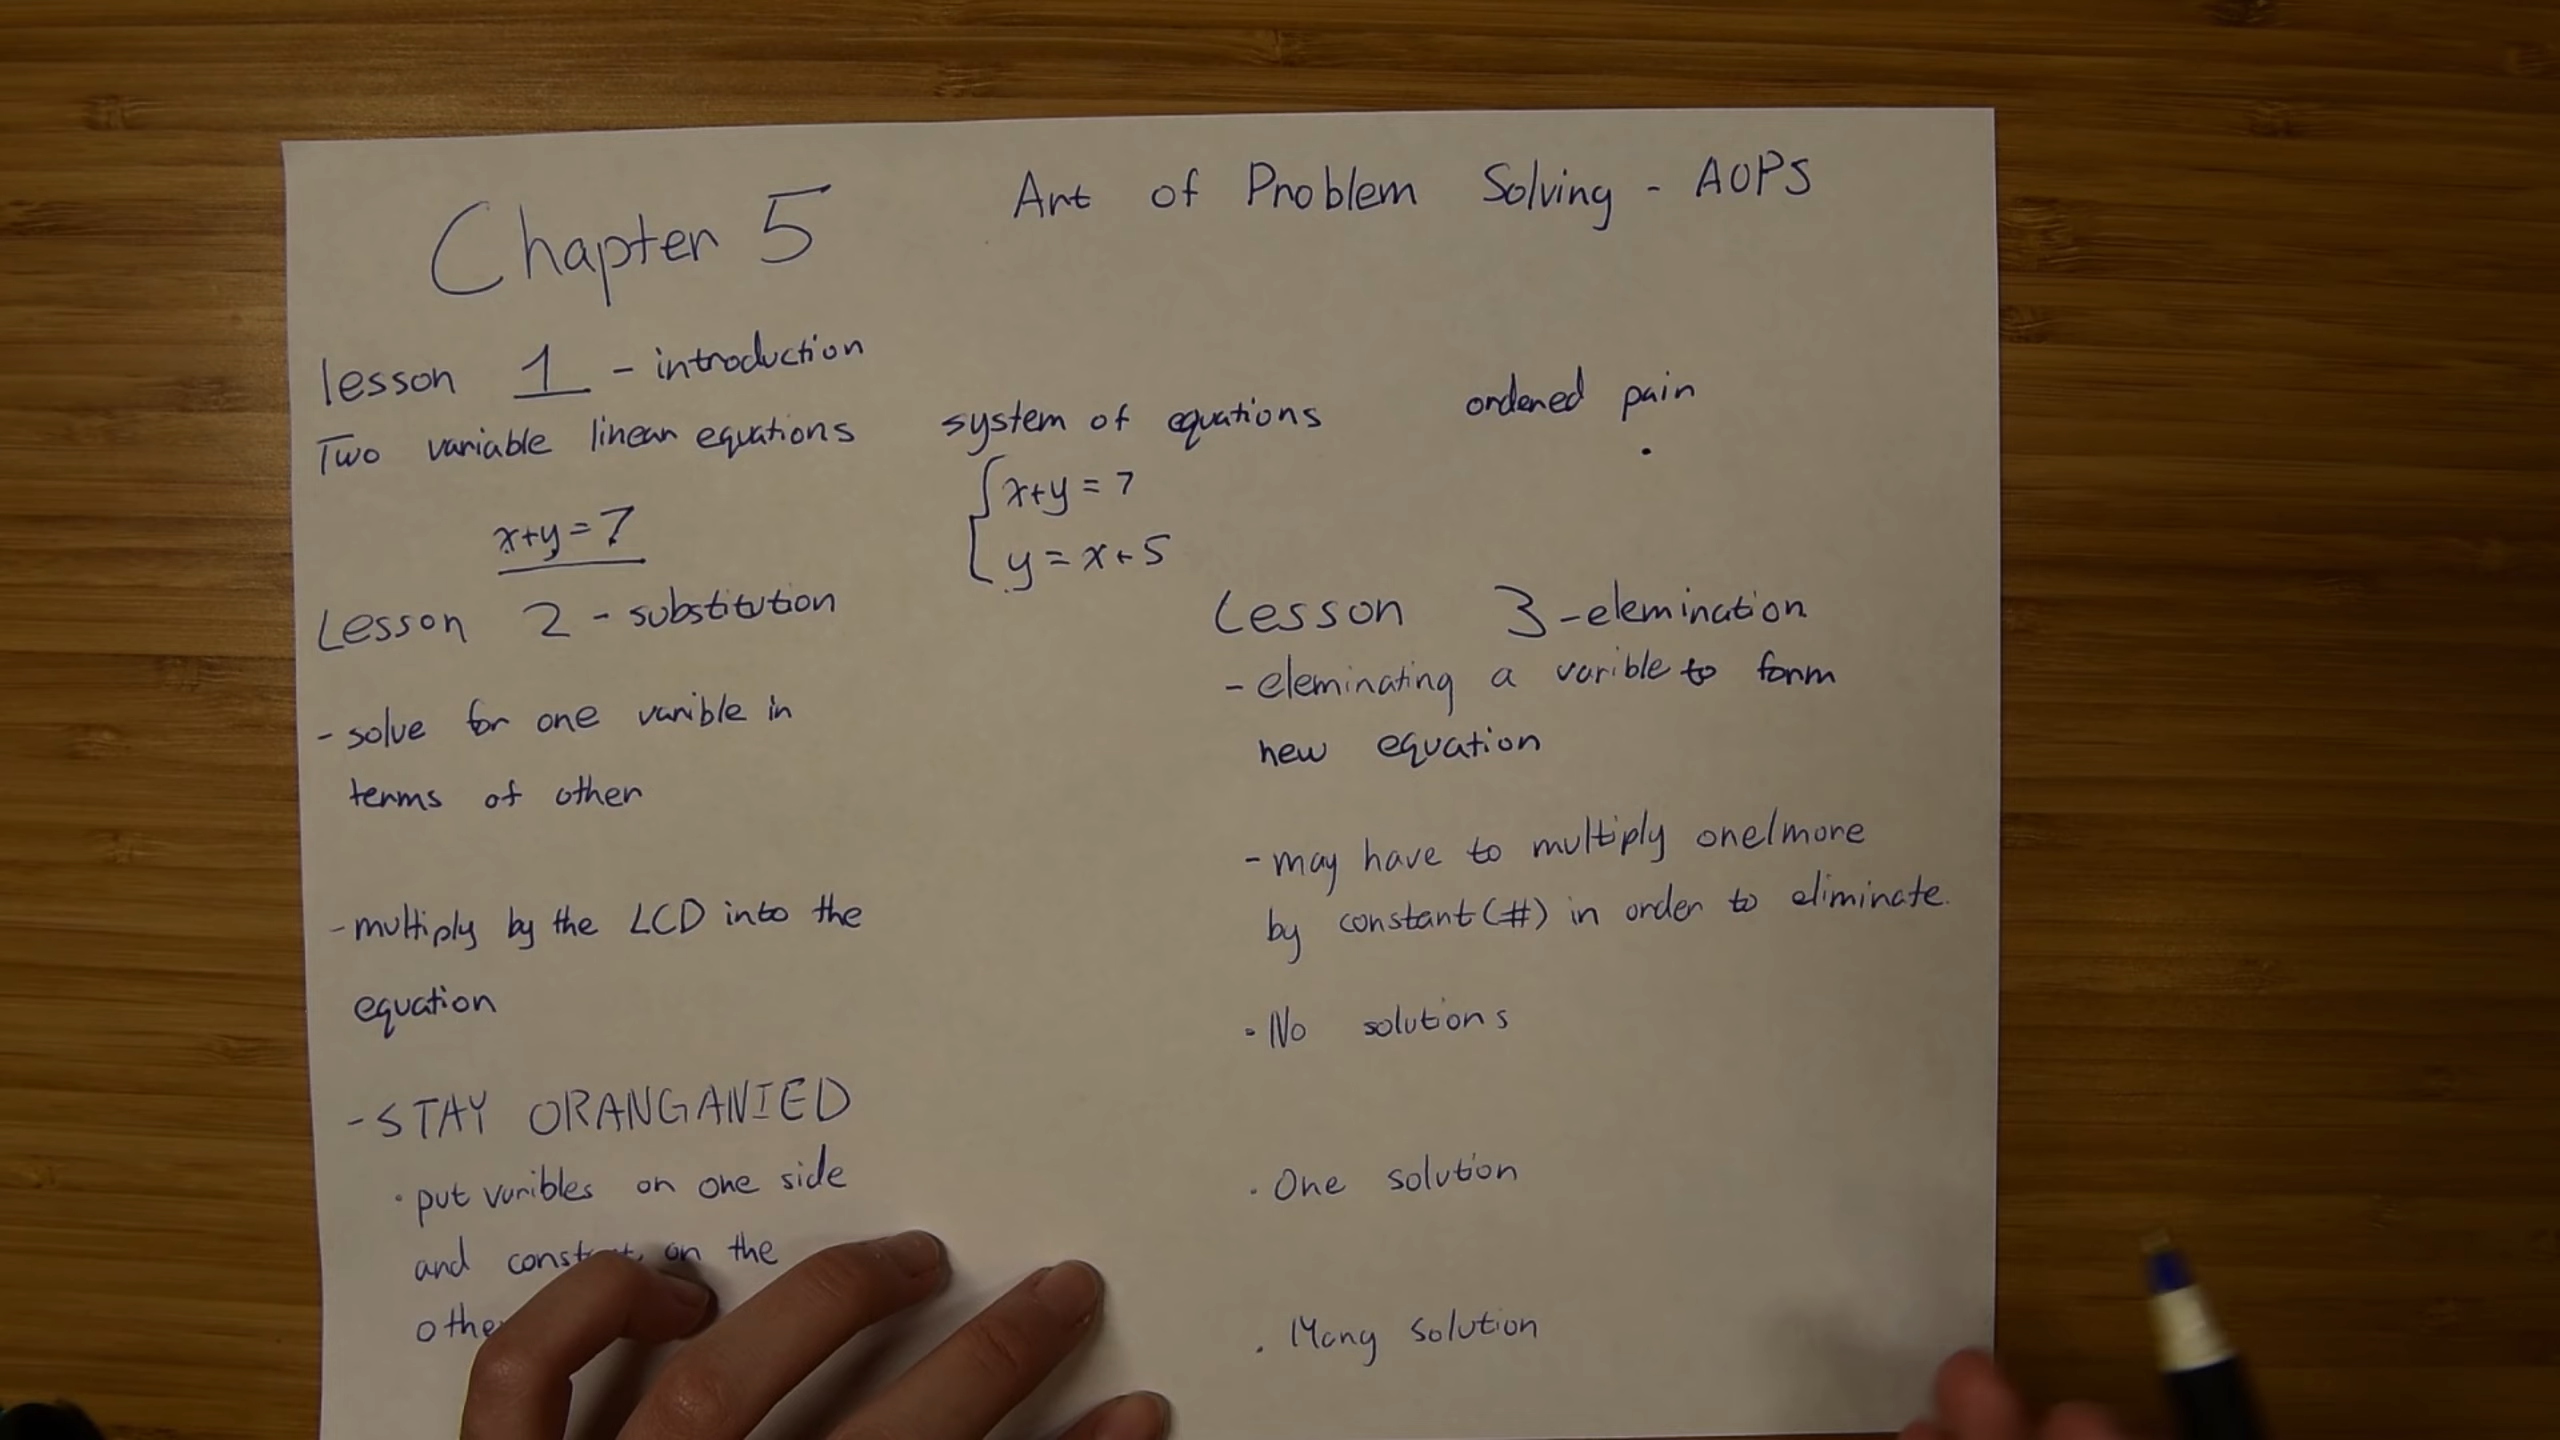 Chapter 5
Art of Problem Solving - AOPS
lesson 1 - introduction
Two variable linear equations
x+y=7
system of equations
x+y=7
y=x+5
ordered pair
Lesson 2 - substitution
- solve for one varible in
terms of other
- multiply by the LCD into the
equation
- STAY ORANGANIED
· put varibles on one side
and on the
Lesson 3 - elemination
- eleminating a varible to form
new equation
- may have to multiply one/more
by constant(#) in order to eliminate.
· No solutions
· One solution
· Many solution